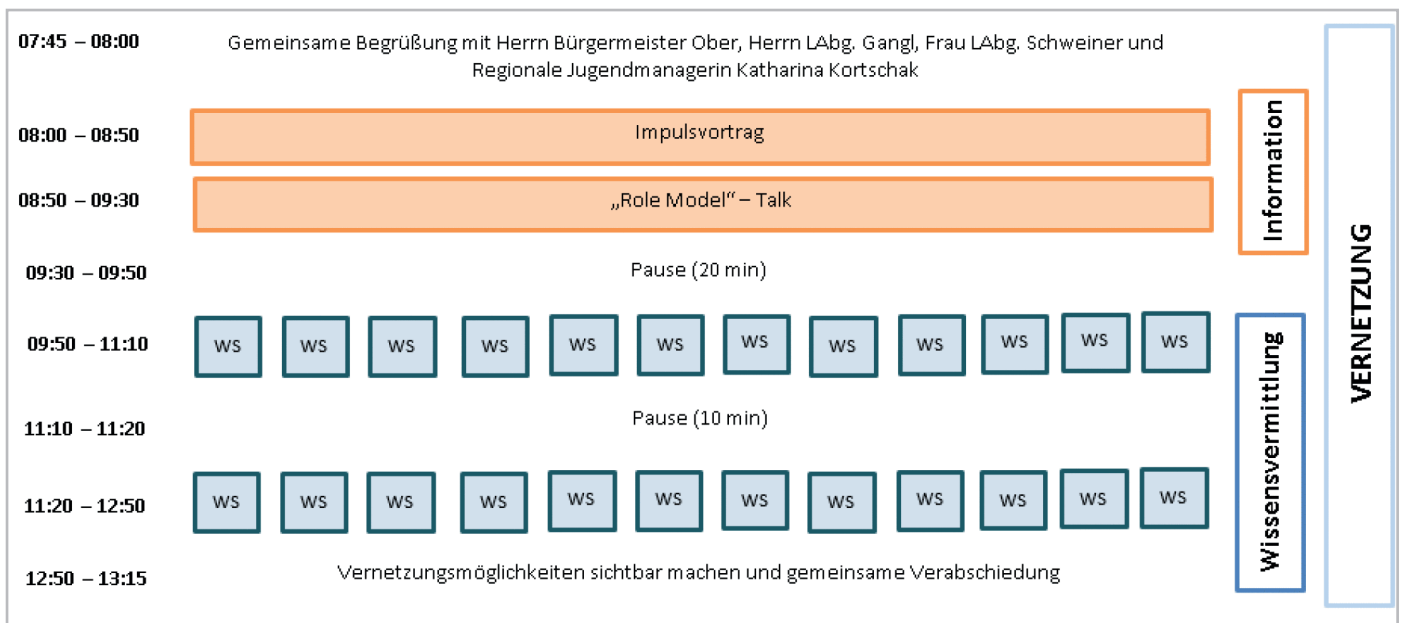 07:45 – 08:00
Gemeinsame Begrüßung mit Herrn Bürgermeister Ober, Herrn LAbg. Gangl, Frau LAbg. Schweiner und
Regionale Jugendmanagerin Katharina Kortschak
08:00 – 08:50
Impulsvortrag
08:50 – 09:30
„Role Model“ – Talk
Information
09:30 – 09:50
Pause (20 min)
09:50 – 11:10
WS WS WS WS WS WS WS WS WS WS WS WS
11:10 – 11:20
Pause (10 min)
11:20 – 12:50
WS WS WS WS WS WS WS WS WS WS WS WS
12:50 – 13:15
Vernetzungsmöglichkeiten sichtbar machen und gemeinsame Verabschiedung
Wissensvermittlung
VERNETZUNG